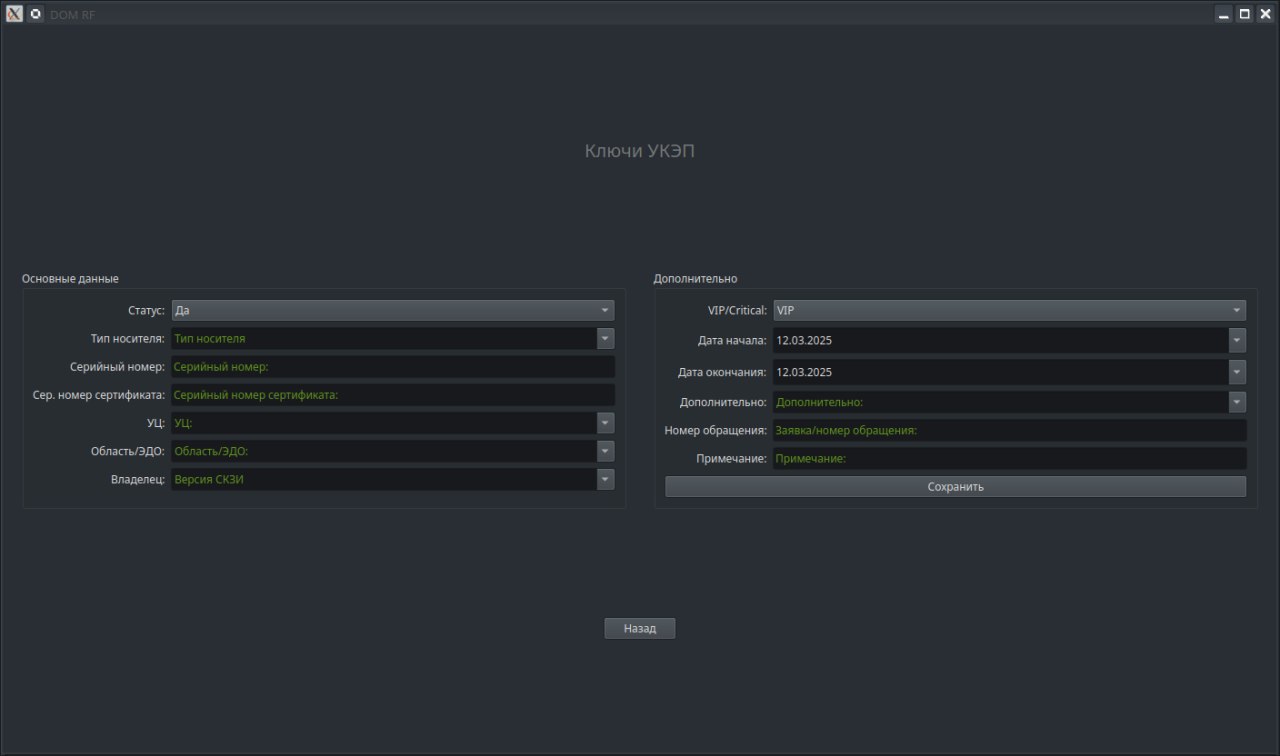 DOM RF
Ключи УКЭП
Основные данные
Статус: Да
Тип носителя: Тип носителя
Серийный номер: Серийный номер:
Сер. номер сертификата: Серийный номер сертификата:
УЦ: УЦ:
Область/ЭДО: Область/ЭДО:
Владелец: Версия СКЗИ
Дополнительно
VIP/Critical: VIP
Дата начала: 12.03.2025
Дата окончания: 12.03.2025
Дополнительно: Дополнительно:
Номер обращения: Заявка/номер обращения:
Примечание: Примечание:
Сохранить
Назад